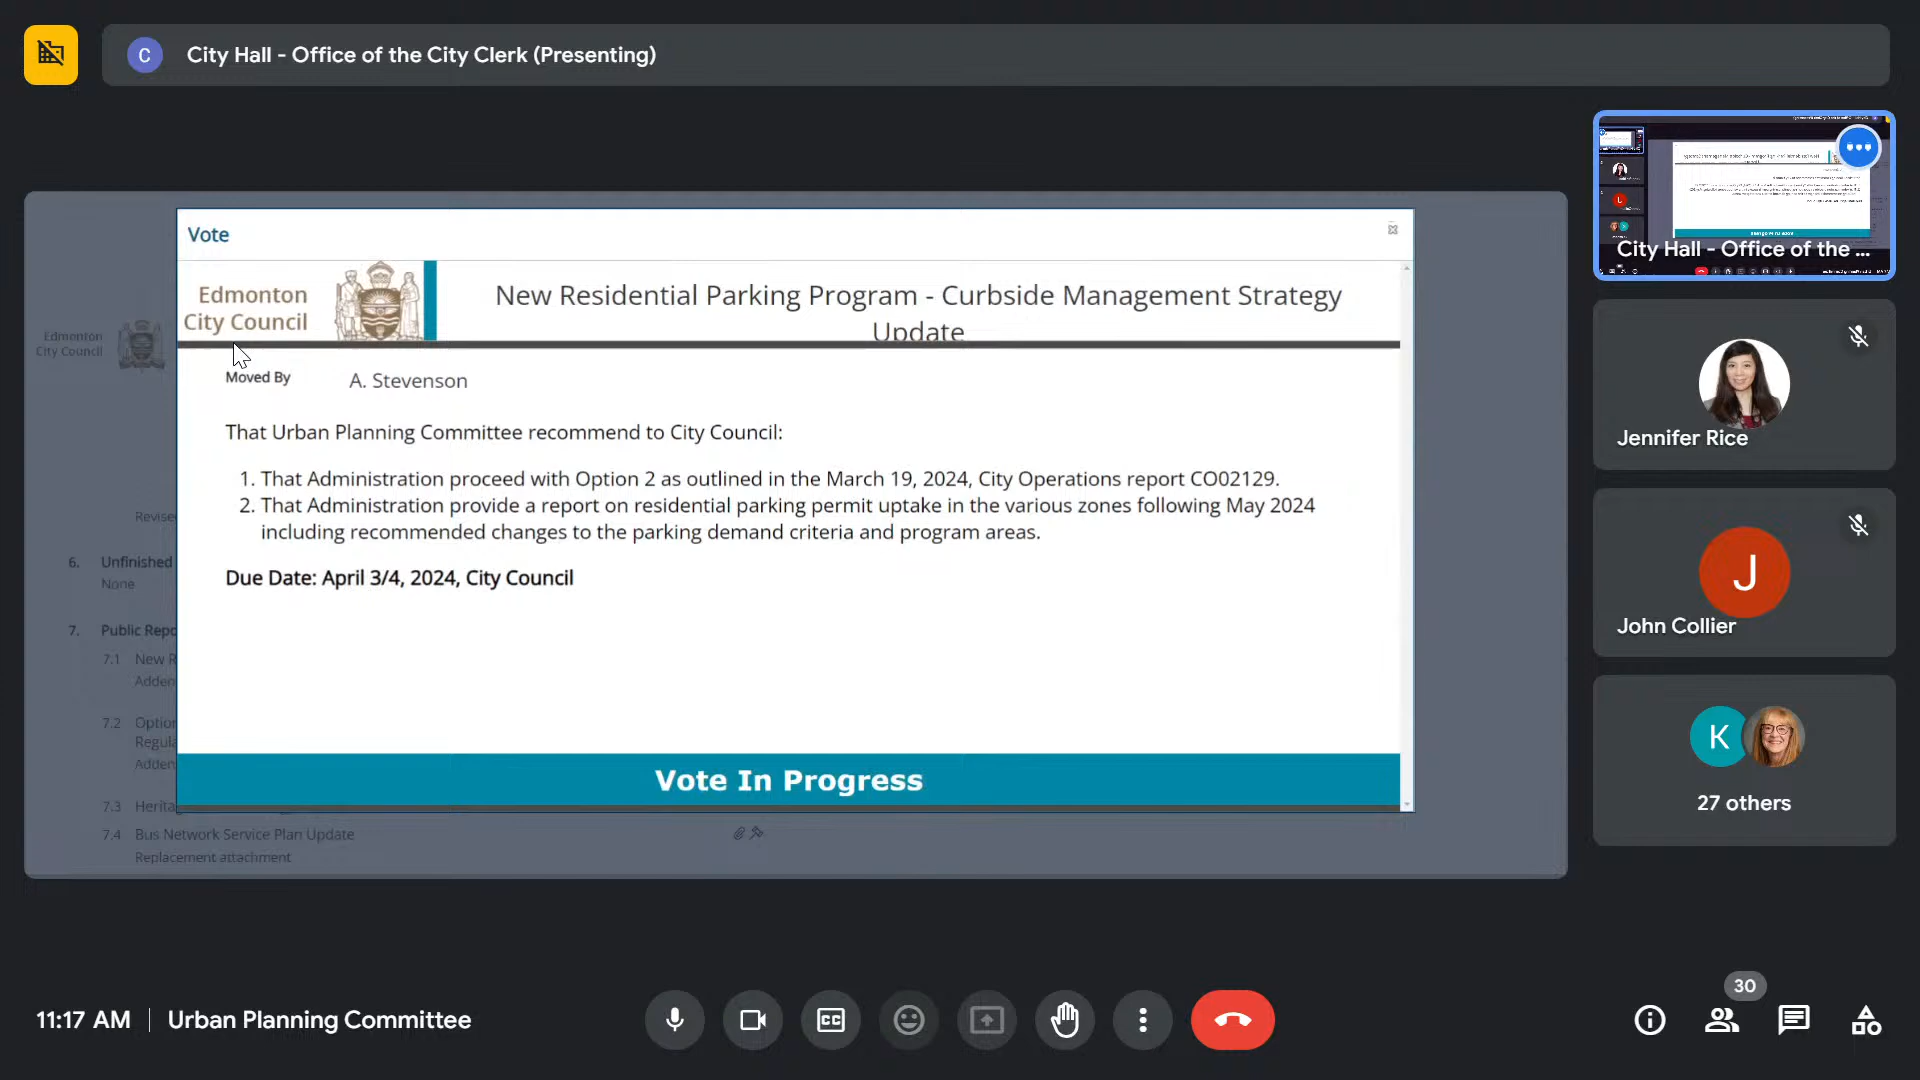 C City Hall - Office of the City Clerk (Presenting)
Vote
Edmonton
City Council
New Residential Parking Program - Curbside Management Strategy
Update
Moved By A. Stevenson
That Urban Planning Committee recommend to City Council:
1. That Administration proceed with Option 2 as outlined in the March 19, 2024, City Operations report CO02129.
2. That Administration provide a report on residential parking permit uptake in the various zones following May 2024
including recommended changes to the parking demand criteria and program areas.
Due Date: April 3/4, 2024, City Council
Vote In Progress
Edmonton
City Council
6. Unfinished
None
7. Public
7.1 New
7.2
7.3
7.4 Bus Network Service Plan Update
Replacement attachment
City Hall - Office of the ...
Jennifer Rice
J
John Collier
K
27 others
11:17 AM
Urban Planning Committee
CC
30